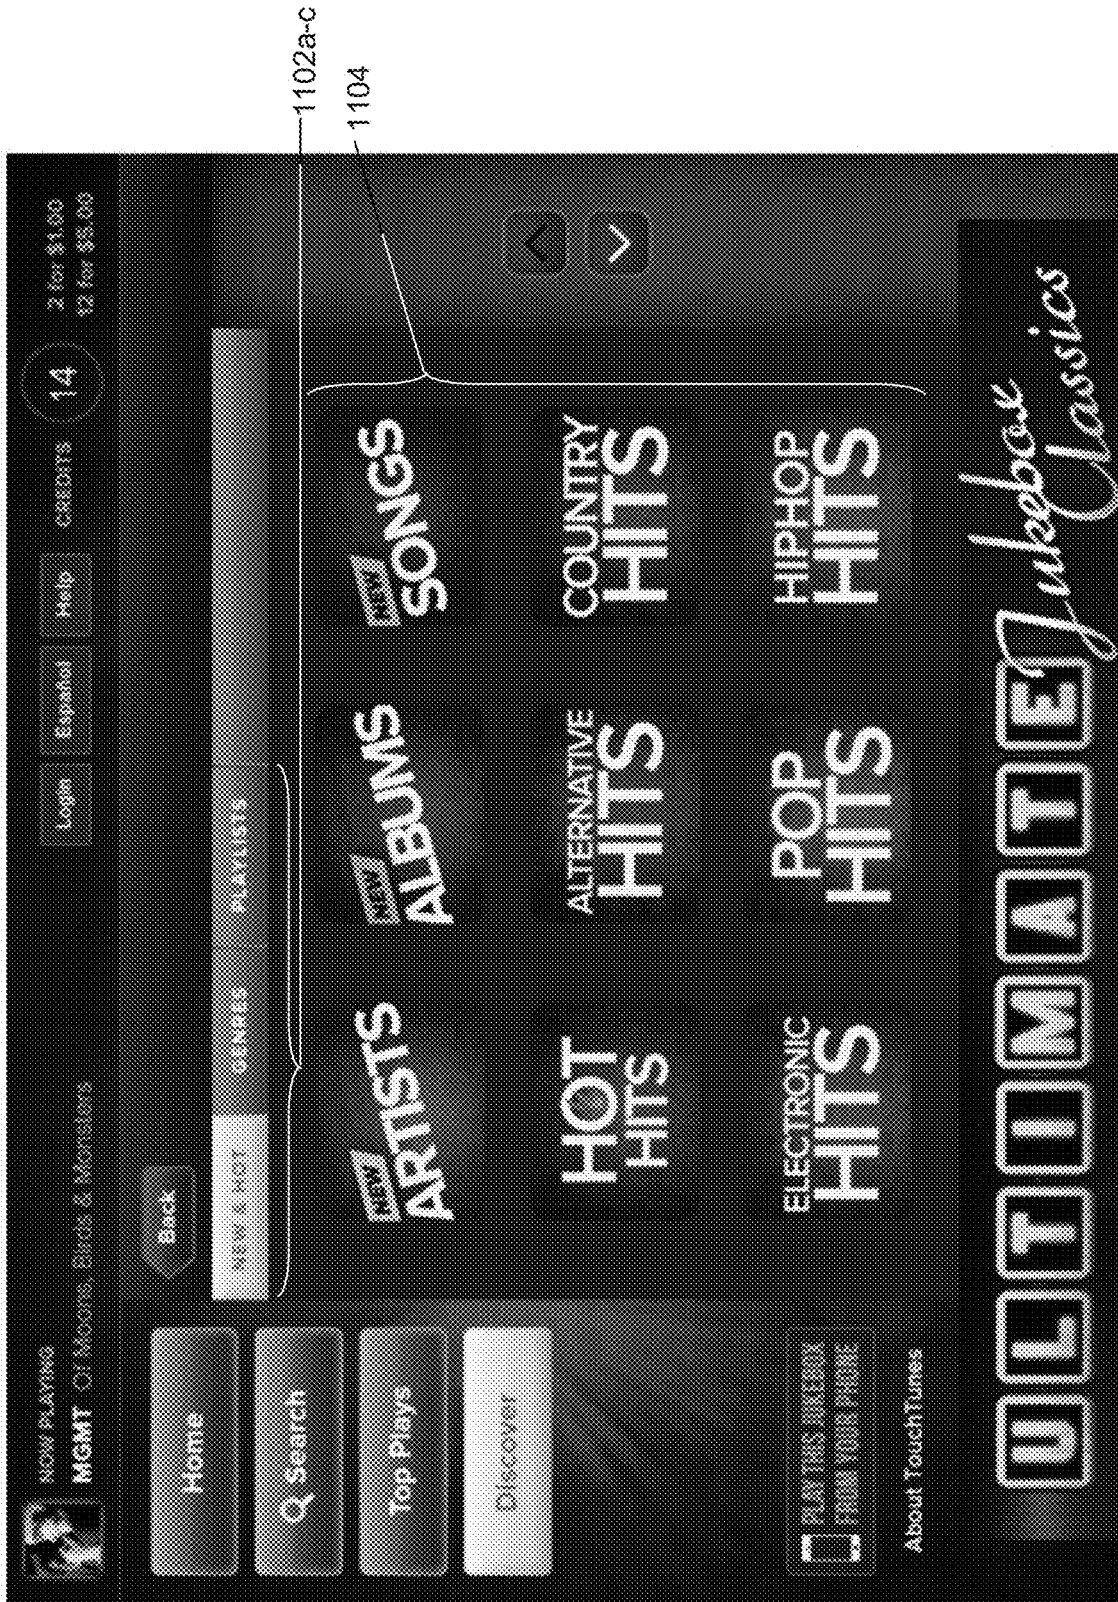 NOW PLAYING
MGMT Of Moons, Birds & Monsters
Login Español Help CREDITS 14
2 for $1.00
12 for $5.00
Home
Search
Top Plays
Discover
Back
NEW & HOT GENRES PLAYLISTS
1102a-c
1104
NEW
ARTISTS
NEW
ALBUMS
NEW
SONGS
HOT
HITS
ALTERNATIVE
HITS
COUNTRY
HITS
ELECTRONIC
HITS
POP
HITS
HIPHOP
HITS
PLAY THIS JUKEBOX
FROM YOUR PHONE
About TouchTunes
ULTIMATE Jukebox
Classics